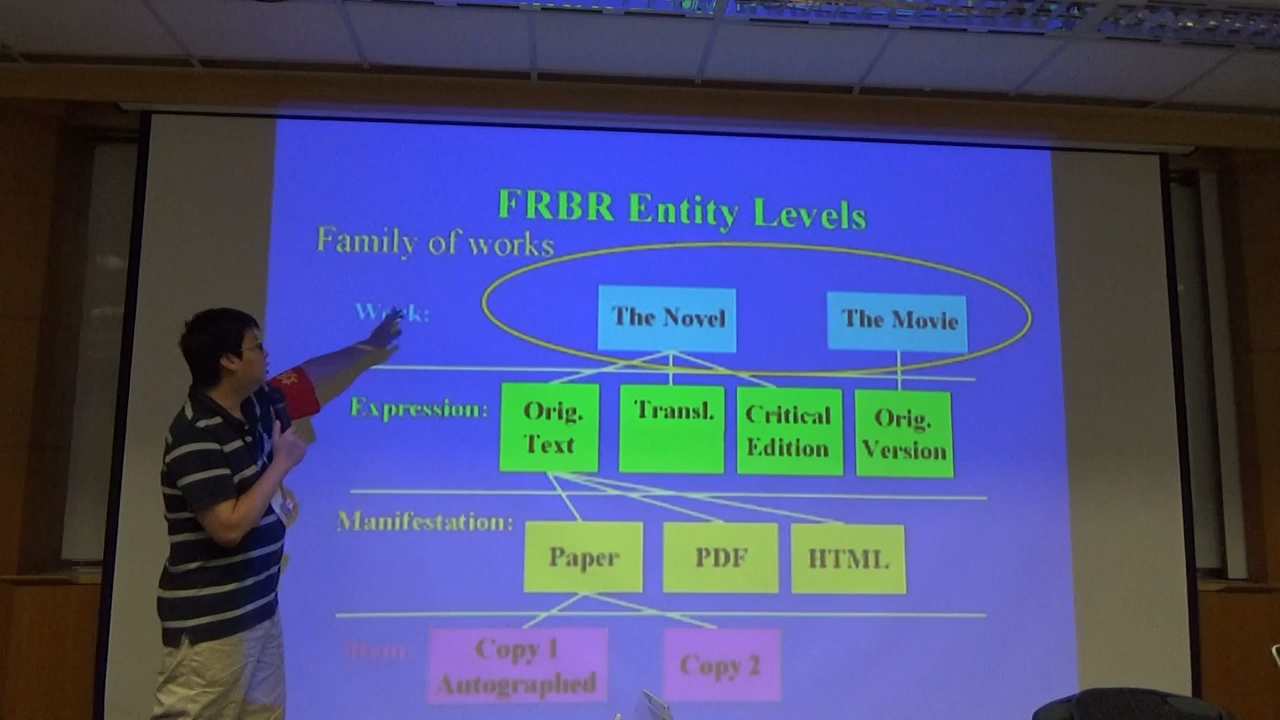 FRBR Entity Levels
Family of works
Work:
The Novel
The Movie
Expression:
Orig.
Text
Transl.
Critical
Edition
Orig.
Version
Manifestation:
Paper
PDF
HTML
Item:
Copy 1
Autographed
Copy 2